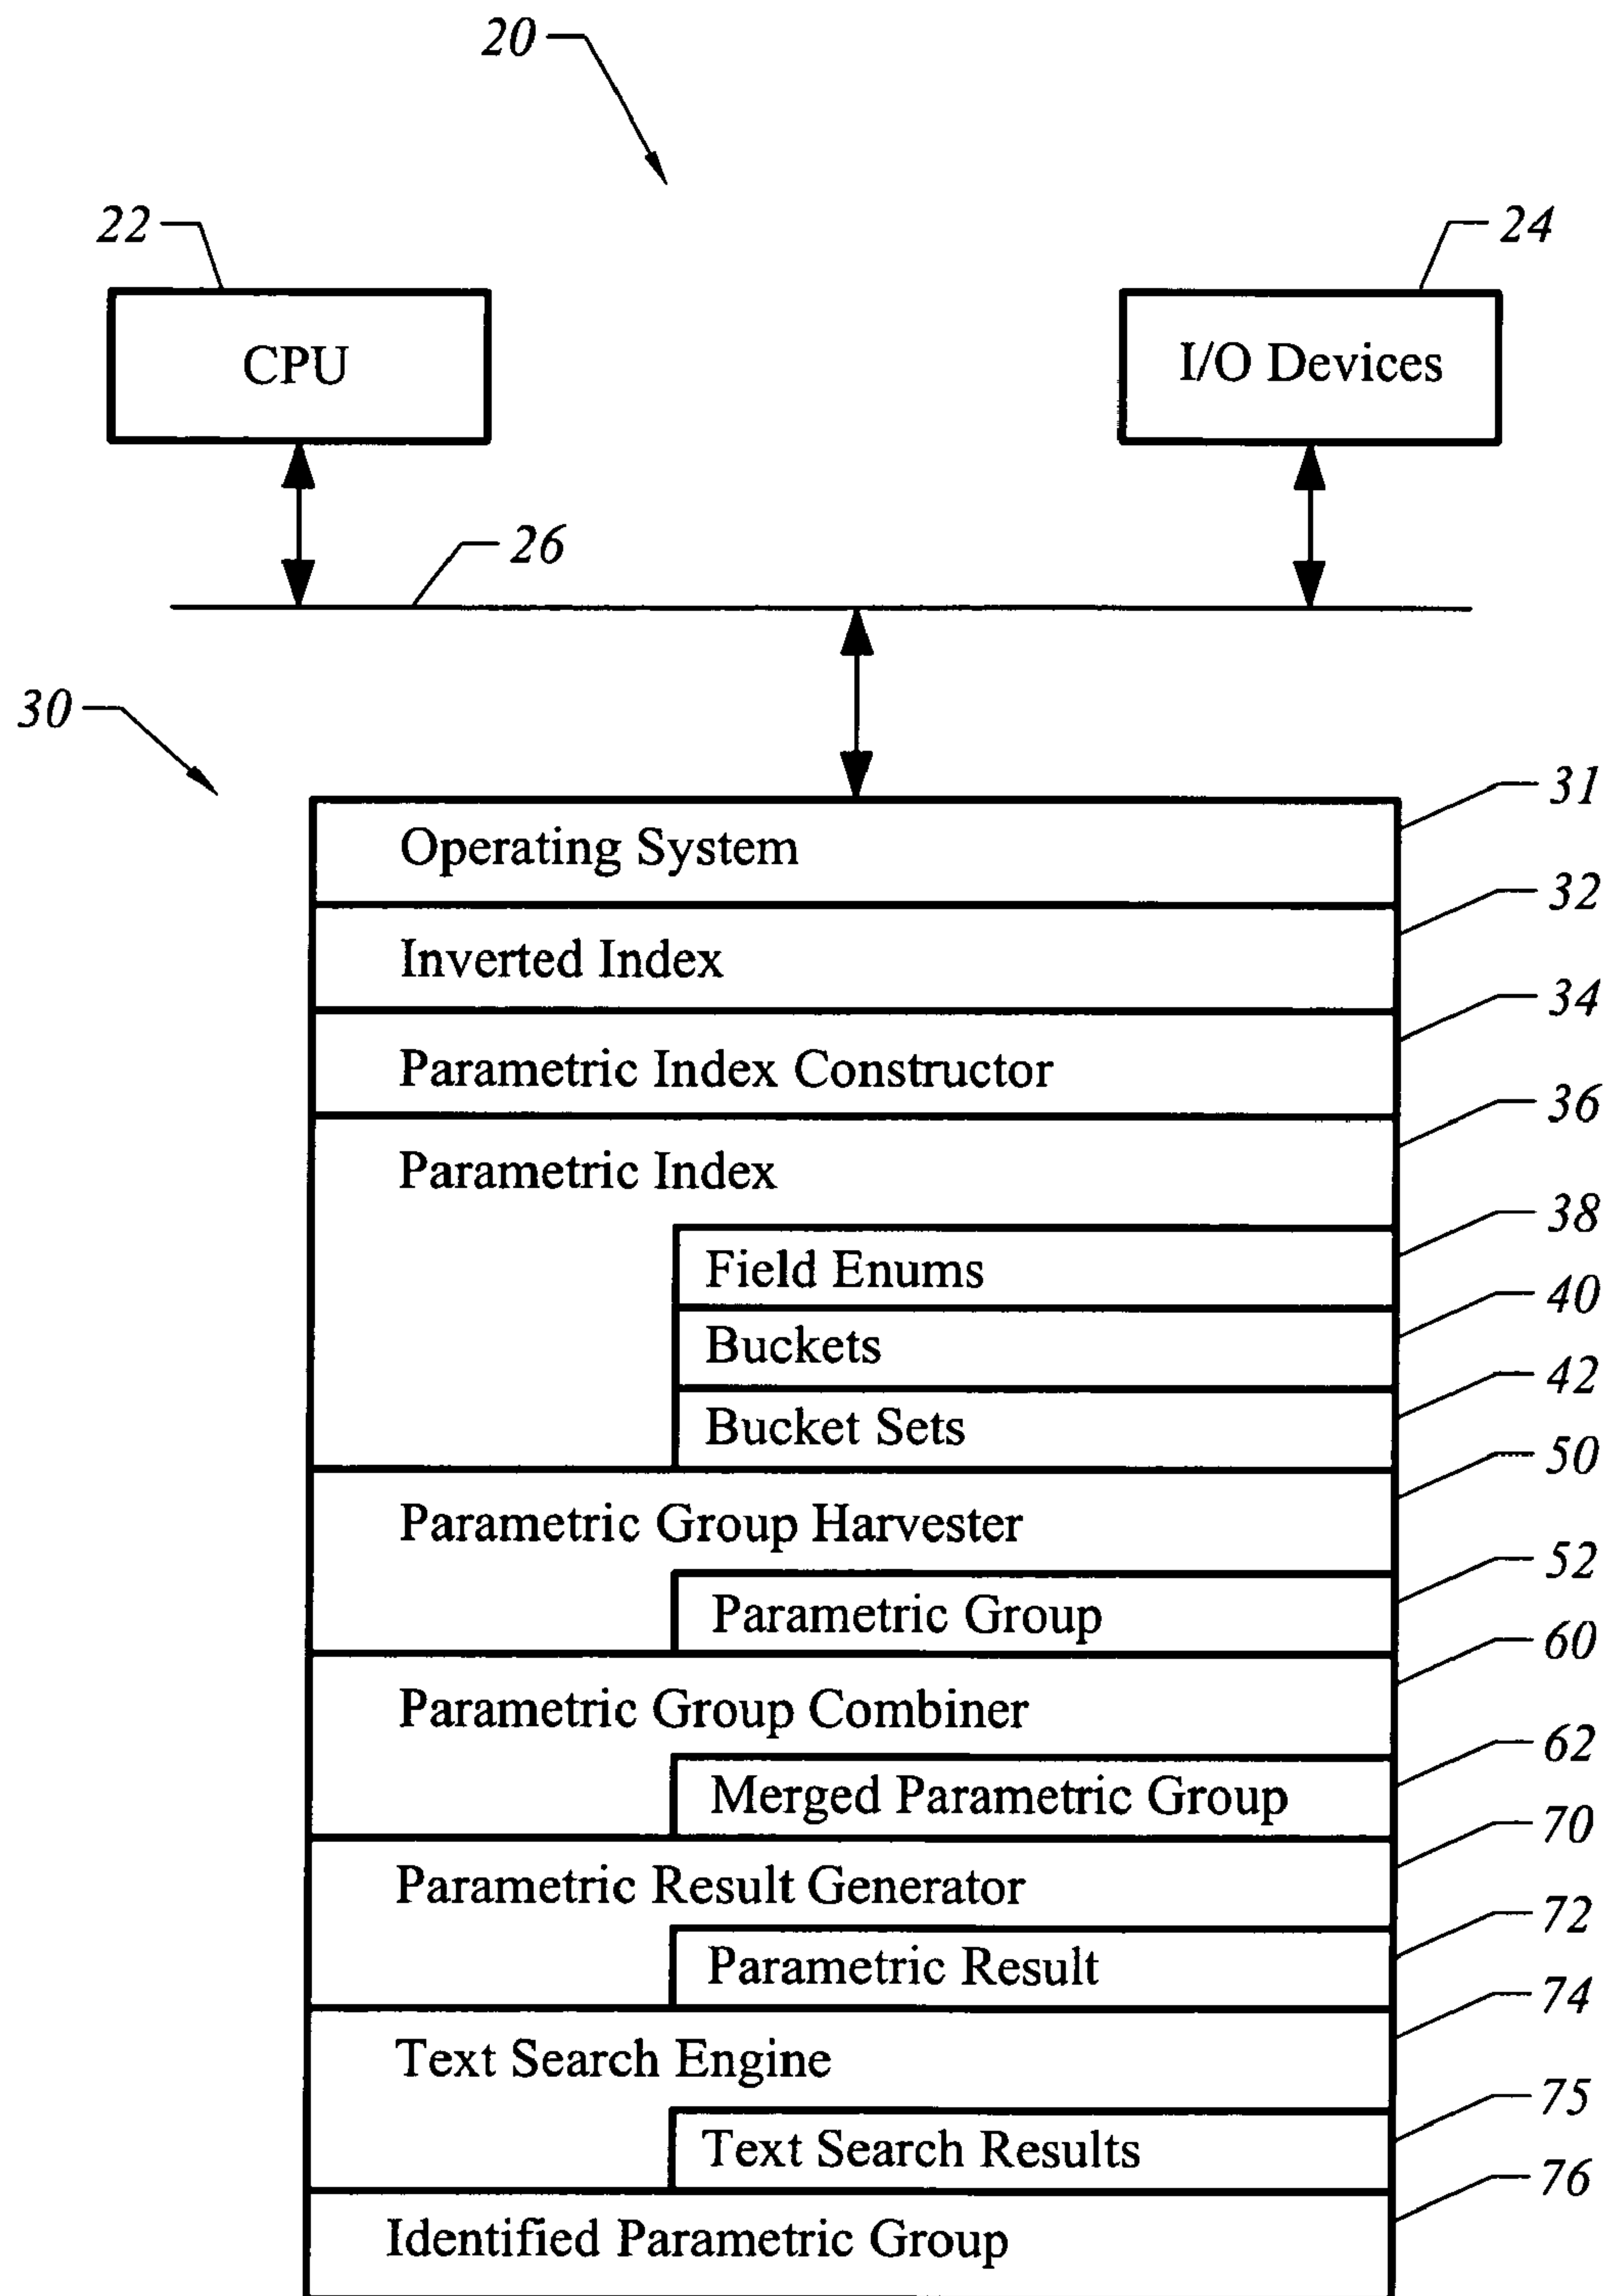 20
22
24
CPU
I/O Devices
26
30
31
Operating System
32
Inverted Index
34
Parametric Index Constructor
36
Parametric Index
38
Field Enums
40
Buckets
42
Bucket Sets
50
Parametric Group Harvester
52
Parametric Group
60
Parametric Group Combiner
62
Merged Parametric Group
70
Parametric Result Generator
72
Parametric Result
74
Text Search Engine
75
Text Search Results
76
Identified Parametric Group